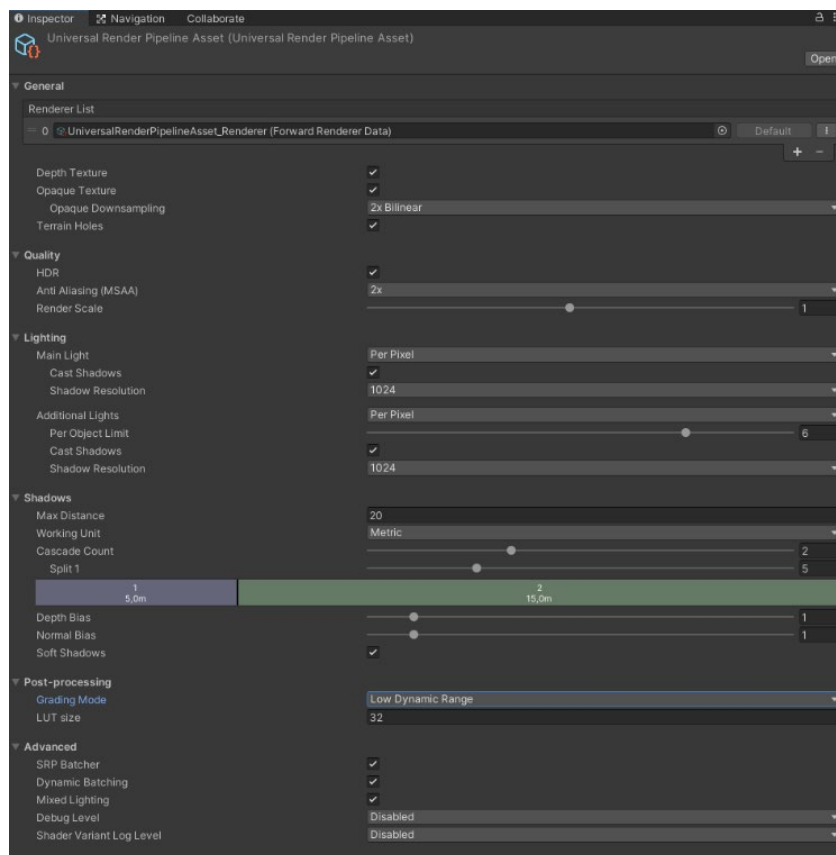 Inspector Navigation Collaborate
Universal Render Pipeline Asset (Universal Render Pipeline Asset)
Open
General
Renderer List
0 UniversalRenderPipelineAsset_Renderer (Forward Renderer Data) Default
+ −
Depth Texture
Opaque Texture
Opaque Downsampling 2x Bilinear
Terrain Holes
Quality
HDR
Anti Aliasing (MSAA) 2x
Render Scale 1
Lighting
Main Light Per Pixel
Cast Shadows
Shadow Resolution 1024
Additional Lights Per Pixel
Per Object Limit 6
Cast Shadows
Shadow Resolution 1024
Shadows
Max Distance 20
Working Unit Metric
Cascade Count 2
Split 1 5
1 2
5,0m 15,0m
Depth Bias 1
Normal Bias 1
Soft Shadows
Post-processing
Grading Mode Low Dynamic Range
LUT size 32
Advanced
SRP Batcher
Dynamic Batching
Mixed Lighting
Debug Level Disabled
Shader Variant Log Level Disabled